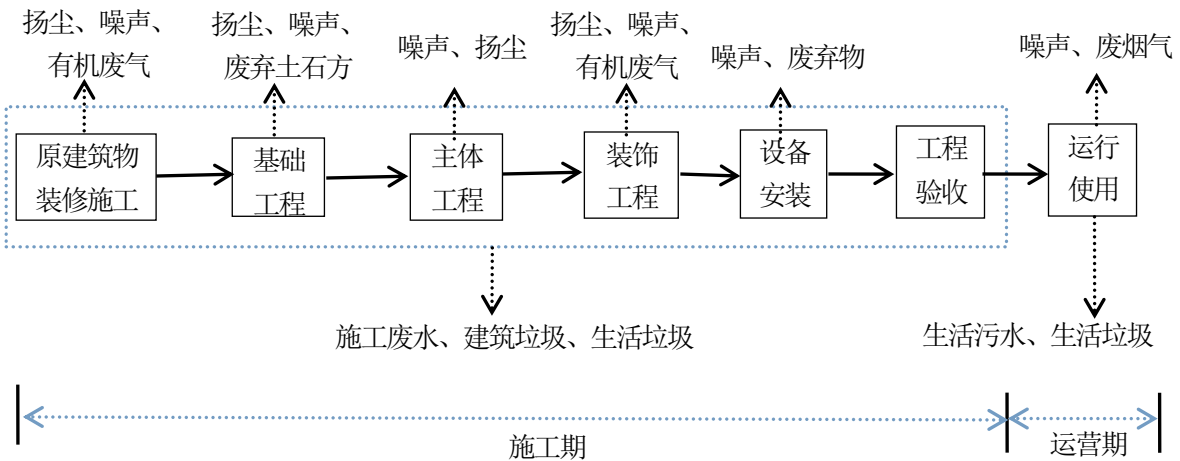 扬尘、噪声、
有机废气
扬尘、噪声、
废弃土石方
噪声、扬尘
扬尘、噪声、
有机废气
噪声、废弃物
噪声、废烟气
原建筑物
装修施工
基础
工程
主体
工程
装饰
工程
设备
安装
工程
验收
运行
使用
施工废水、建筑垃圾、生活垃圾
生活污水、生活垃圾
施工期
运营期